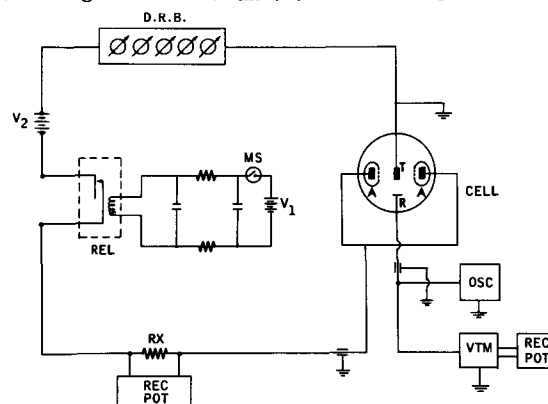 D.R.B.
V2
MS
V1
REL
T
A
A
R
CELL
OSC
RX
REC
POT
VTM
REC
POT